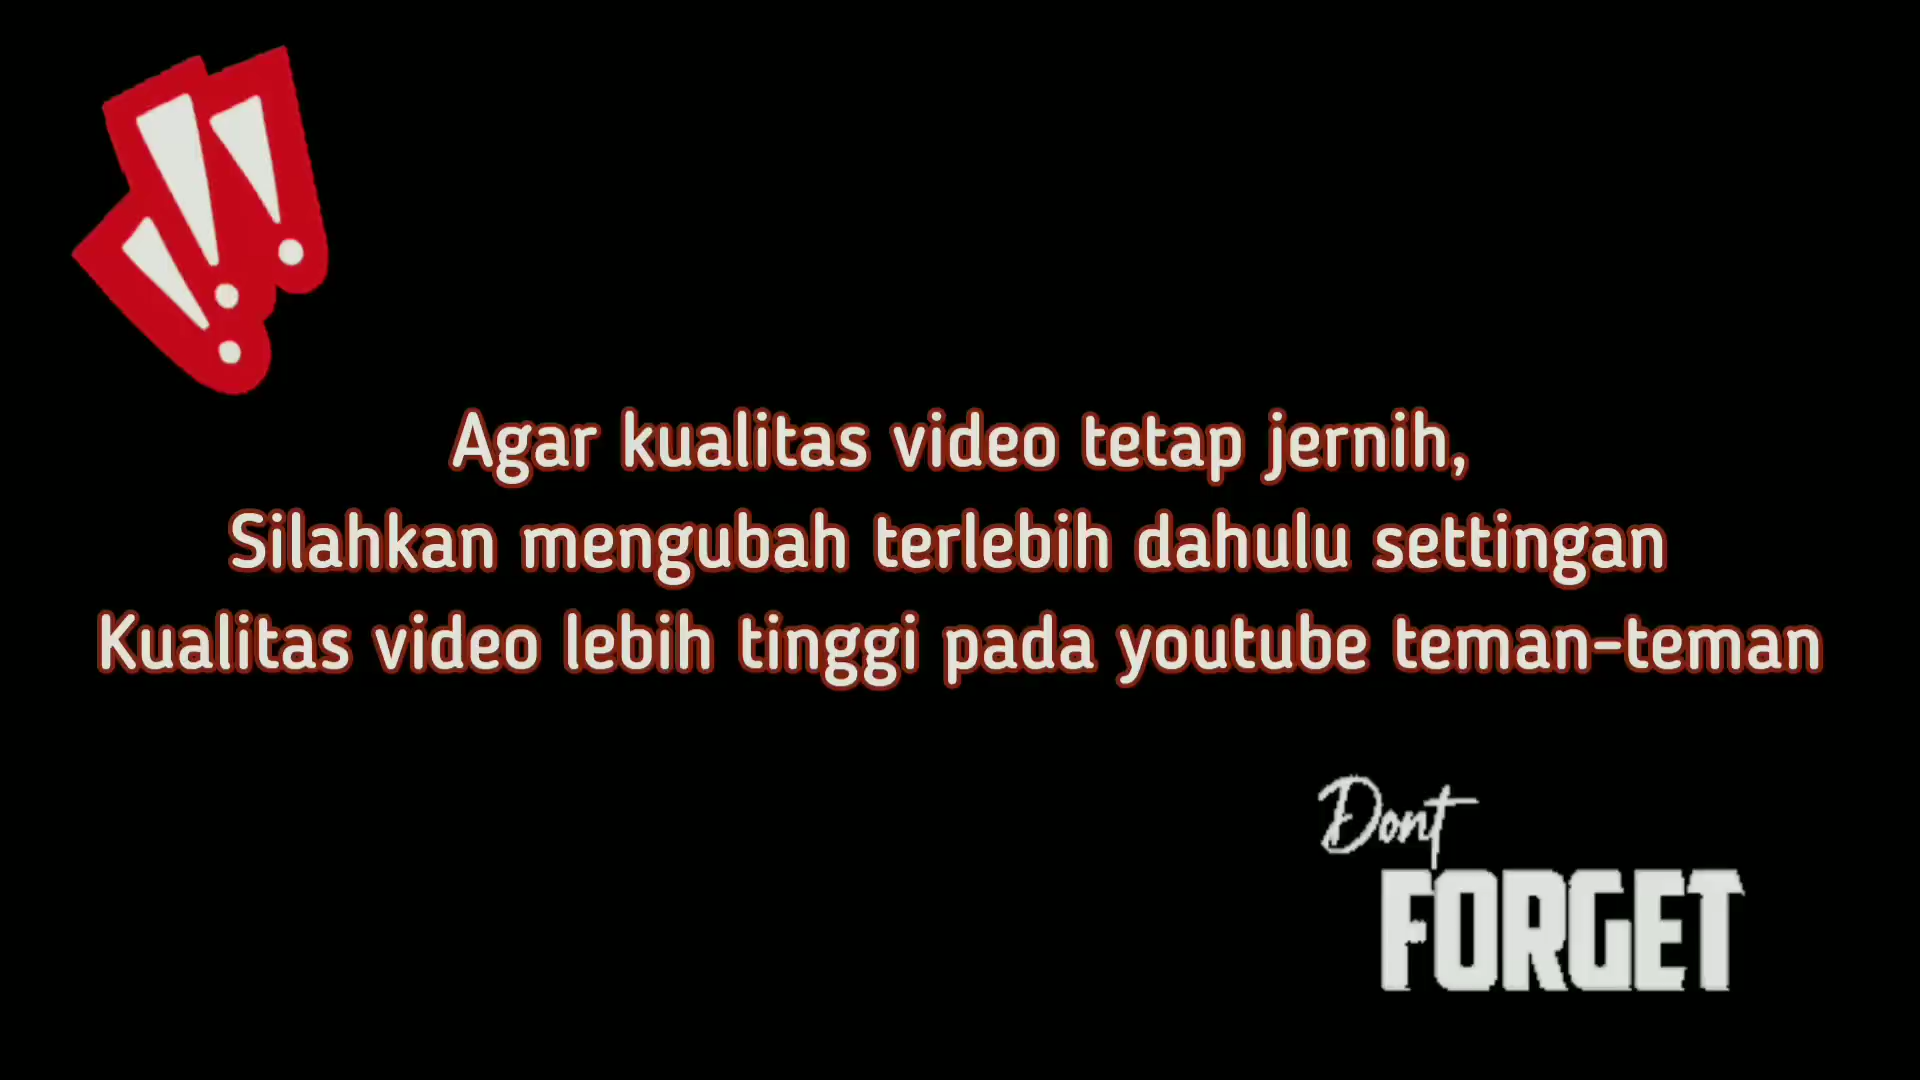 Agar kualitas video tetap jernih,
Silahkan mengubah terlebih dahulu settingan
Kualitas video lebih tinggi pada youtube teman-teman
Dont
FORGET